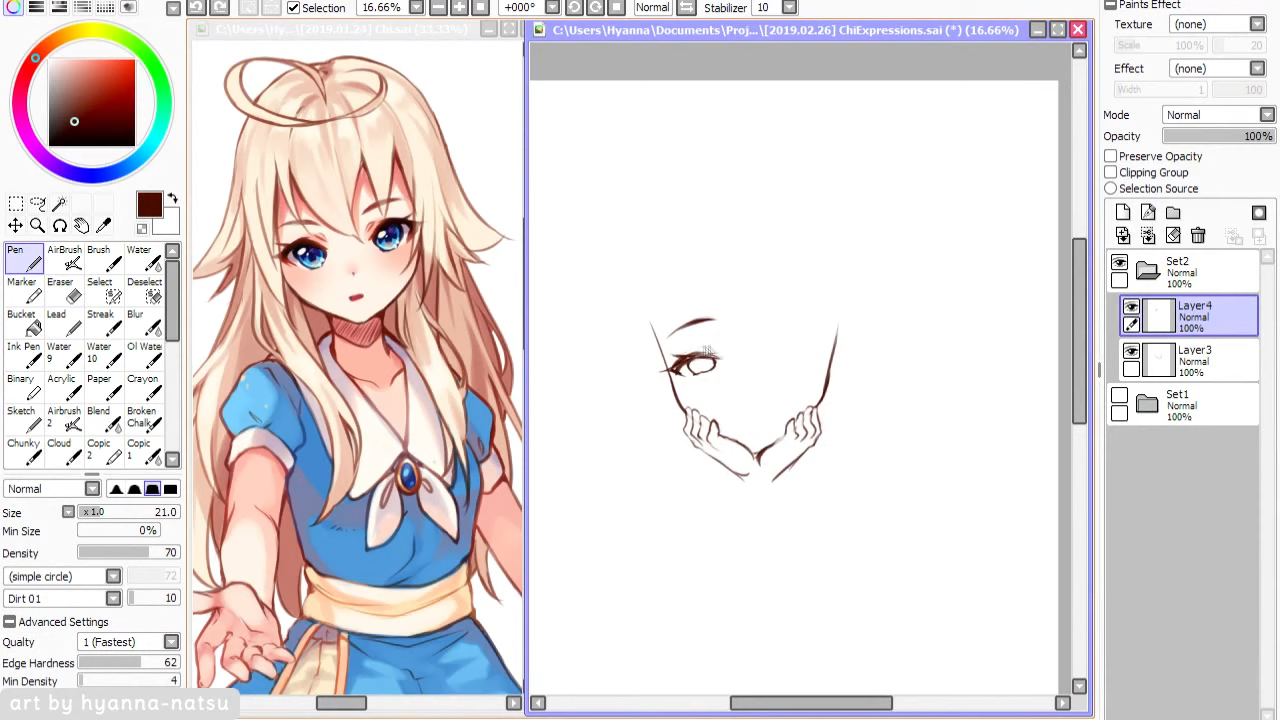 Selection
16.66%
+000°
Normal
Stabilizer
10
C:\Users\Hy...\[2019.03.24] Chi.sai (33.33%)
C:\Users\Hyanna\Documents\Proj...\[2019.02.26] ChiExpressions.sai (*) (16.66%)
Pen
AirBrush
Brush
Water
Marker
Eraser
Select
Deselect
Bucket
Lead
Streak
Blur
Ink Pen
Water 9
Water 10
Oil Water
Binary
Acrylic
Paper
Crayon
Sketch
Airbrush 2
Blend
Broken Chalk
Chunky
Cloud
Copic 2
Copic 1
Normal
Size
x 1.0
21.0
Min Size
0%
Density
70
(simple circle)
72
Dirt 01
10
Advanced Settings
Qualty
1 (Fastest)
Edge Hardness
62
Min Density
4
art by hyanna-natsu
Paints Effect
Texture
(none)
Scale
100%
20
Effect
(none)
Width
1
100
Mode
Normal
Opacity
100%
Preserve Opacity
Clipping Group
Selection Source
Set2
Normal
100%
Layer4
Normal
100%
Layer3
Normal
100%
Set1
Normal
100%